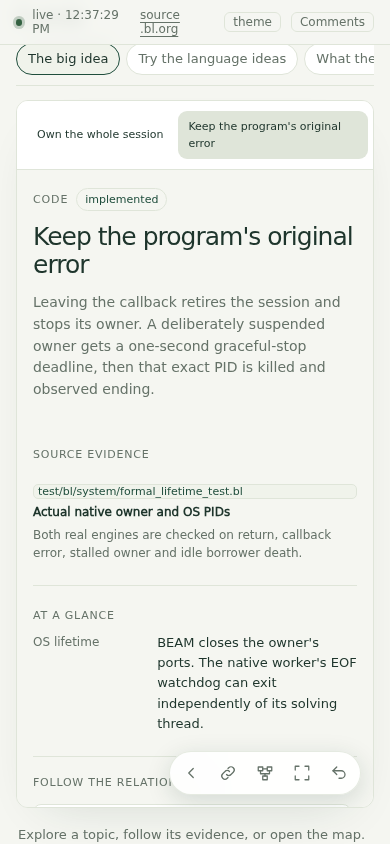 live · 12:37:29 PM
source.bl.org
theme
Comments
The big idea
Try the language ideas
What the
Own the whole session
Keep the program's original error
CODE
implemented
Keep the program's original
error
Leaving the callback retires the session and
stops its owner. A deliberately suspended
owner gets a one-second graceful-stop
deadline, then that exact PID is killed and
observed ending.
SOURCE EVIDENCE
test/bl/system/formal_lifetime_test.bl
Actual native owner and OS PIDs
Both real engines are checked on return, callback
error, stalled owner and idle borrower death.
AT A GLANCE
OS lifetime
BEAM closes the owner's
ports. The native worker's EOF
watchdog can exit
independently of its solving
thread.
FOLLOW THE
Explore a topic, follow its evidence, or open the map.